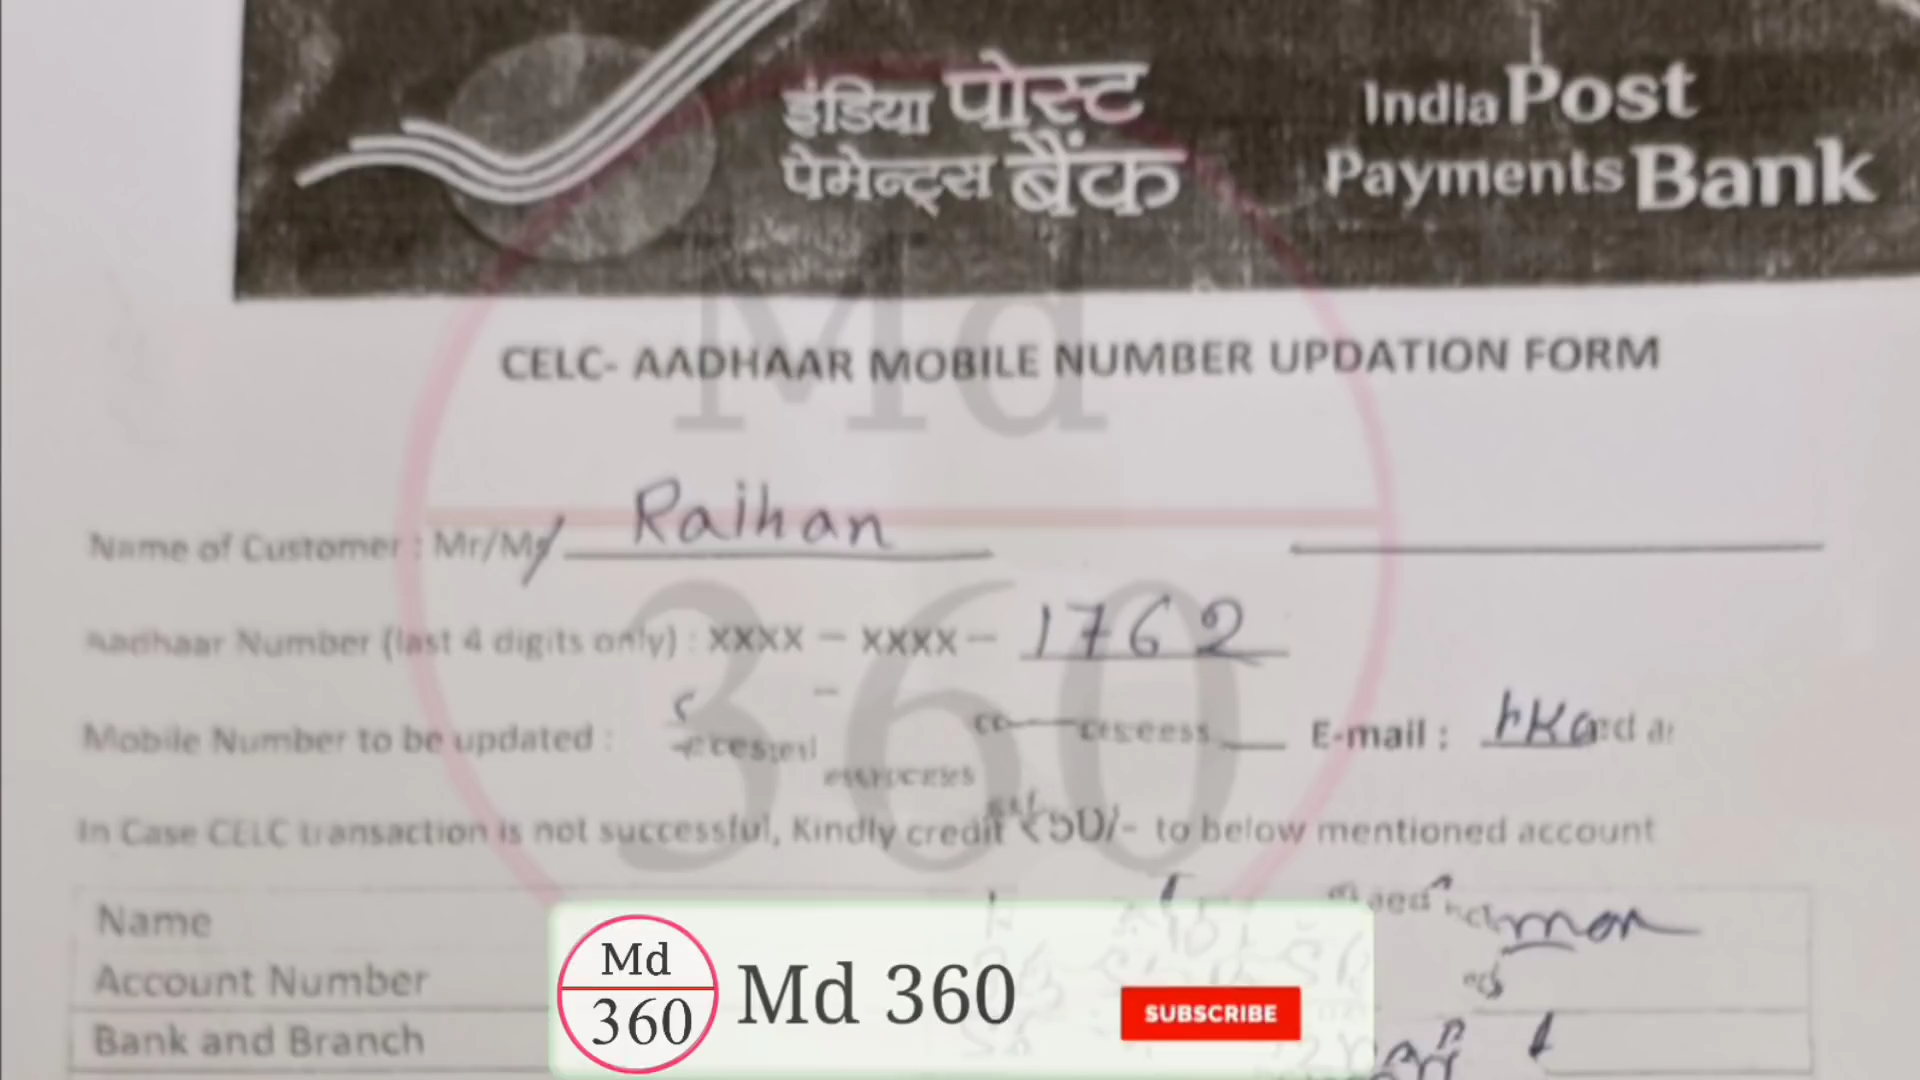 इंडिया पोस्ट
पेमेन्ट्स बैंक
India Post
Payments Bank
CELC- AADHAAR MOBILE NUMBER UPDATION FORM
Name of Customer : Mr/Ms Raihan
Aadhaar Number (last 4 digits only) : XXXX - XXXX - 1762
Mobile Number to be updated :
E-mail :
In Case CELC transaction is not successful, Kindly credit ₹50/- to below mentioned account
Name
Account Number
Bank and Branch
Md
360
Md
360
Md 360
SUBSCRIBE